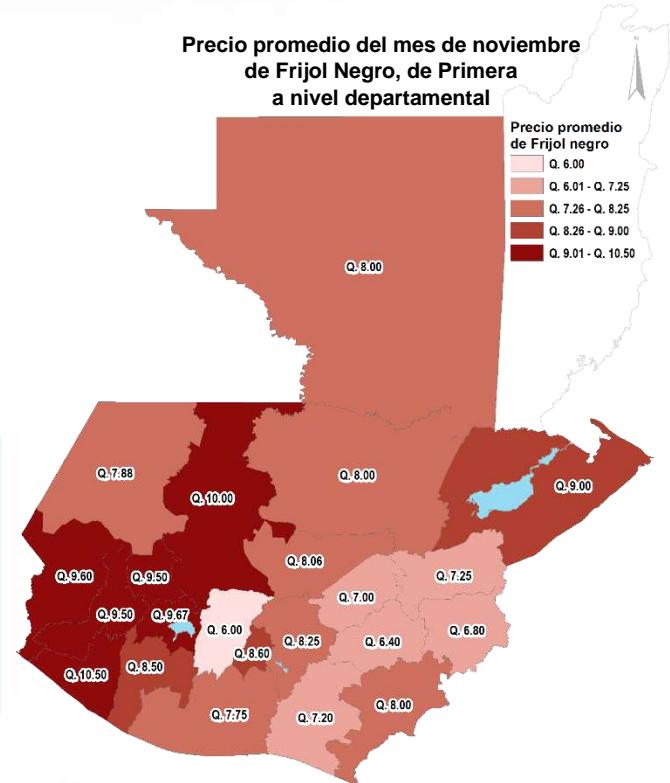 Precio promedio del mes de noviembre
de Frijol Negro, de Primera
a nivel departamental
N
Precio promedio
de Frijol negro
Q. 6.00
Q. 6.01 - Q. 7.25
Q. 7.26 - Q. 8.25
Q. 8.26 - Q. 9.00
Q. 9.01 - Q. 10.50
Q. 8.00
Q. 7.88
Q. 10.00
Q. 8.00
Q. 9.00
Q. 9.60
Q. 9.50
Q. 8.06
Q. 7.25
Q. 7.00
Q. 9.50
Q. 9.67
Q. 6.00
Q. 8.25
Q. 6.40
Q. 6.80
Q. 10.50
Q. 8.50
Q. 8.60
Q. 7.75
Q. 7.20
Q. 8.00